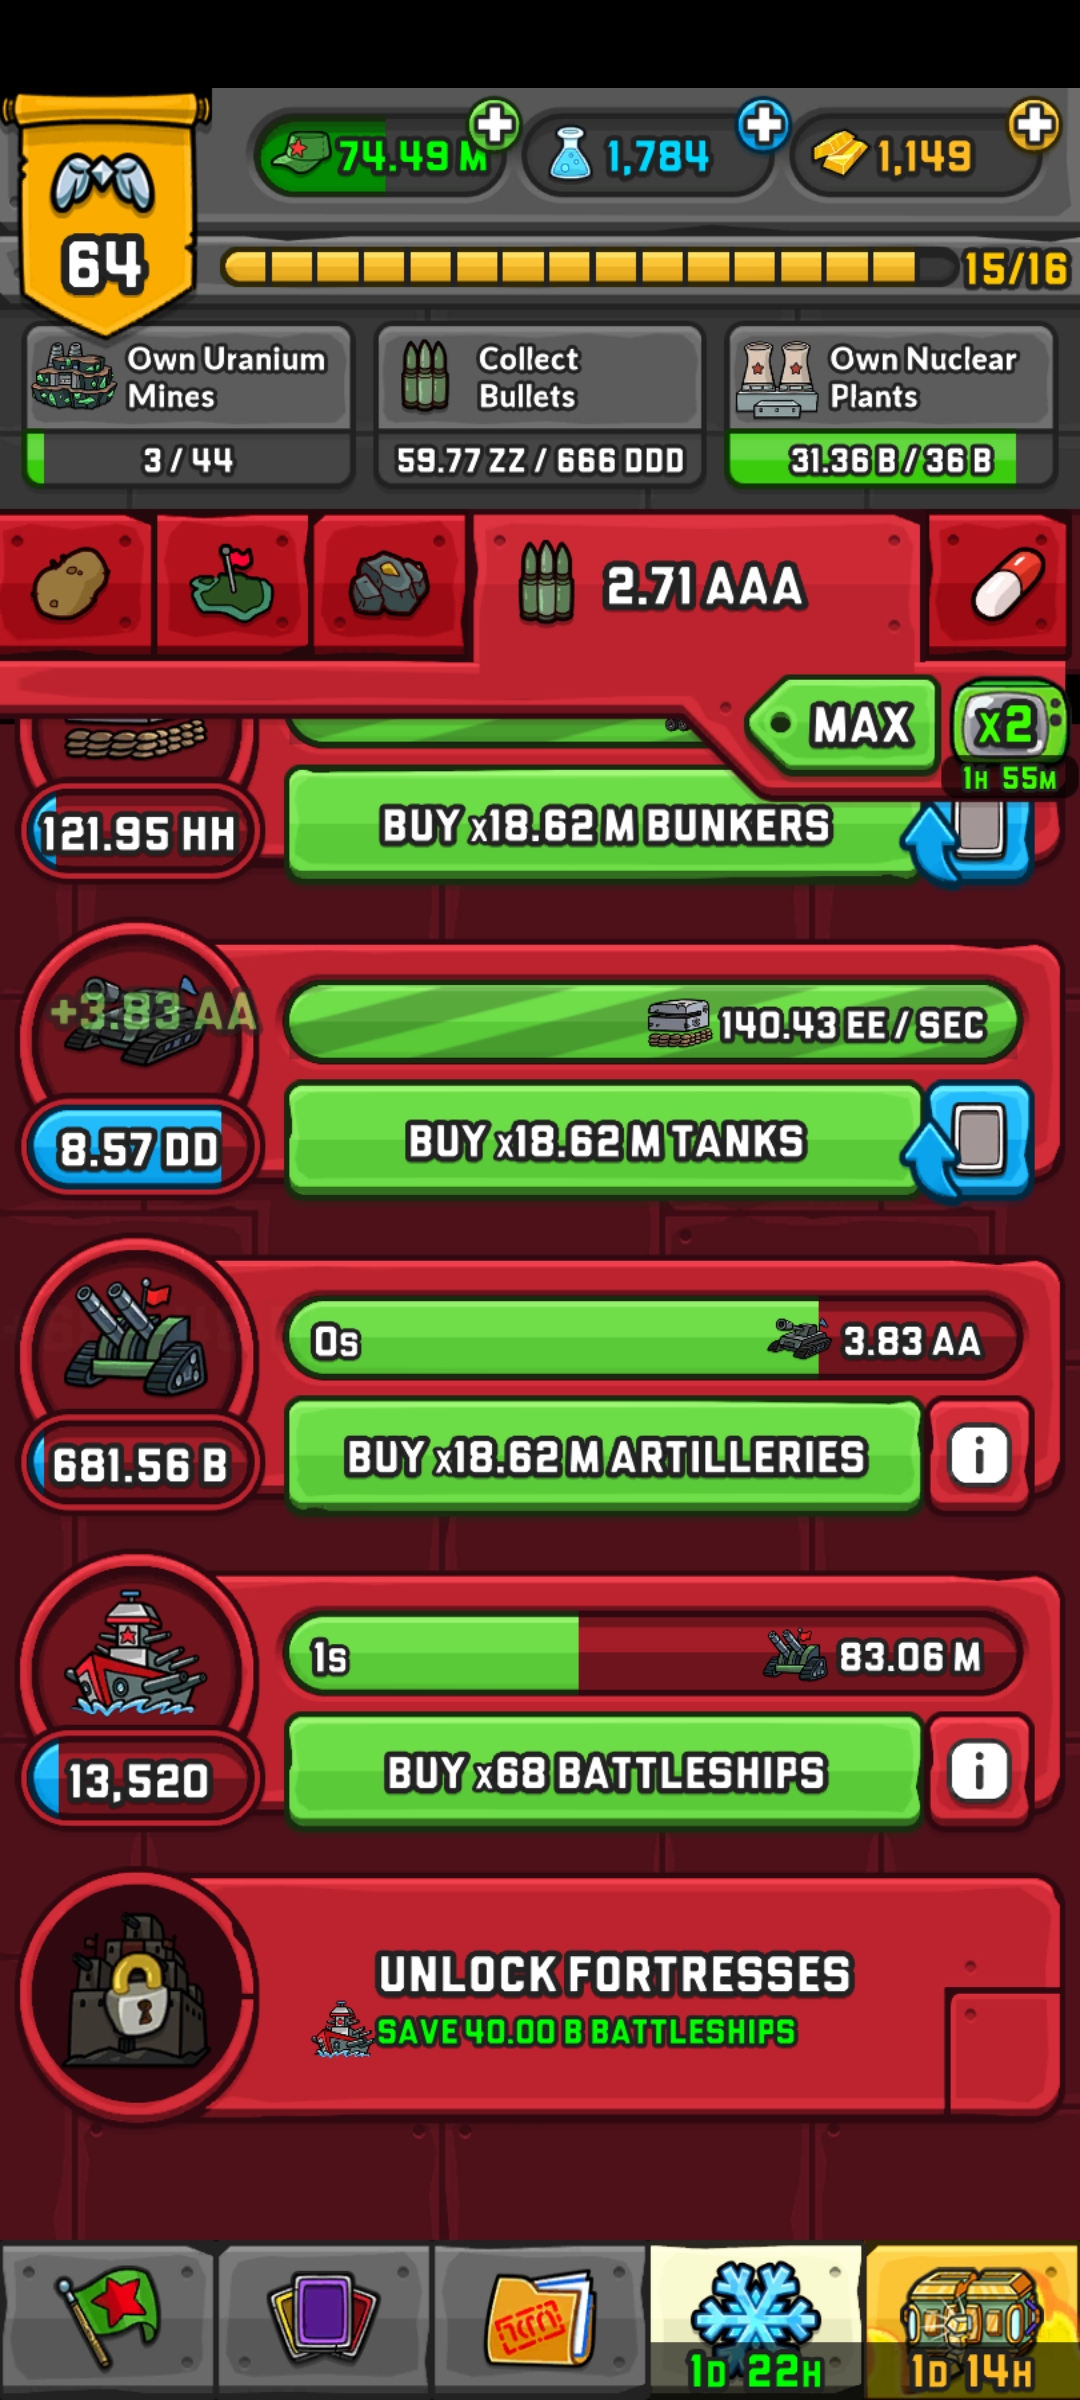 74.49 M
1,784
1,149
64
15/16
Own Uranium
Mines
3 / 44
Collect
Bullets
59.77 ZZ / 666 DDD
Own Nuclear
Plants
31.36 B / 36 B
2.71 AAA
MAX
x2
1H 55M
121.95 HH
BUY x18.62 M BUNKERS
+3.83 AA
140.43 EE / SEC
8.57 DD
BUY x18.62 M TANKS
0s
3.83 AA
681.56 B
BUY x18.62 M ARTILLERIES
i
1s
83.06 M
13,520
BUY x68 BATTLESHIPS
i
UNLOCK FORTRESSES
SAVE 40.00 B BATTLESHIPS
1D 22H
1D 14H